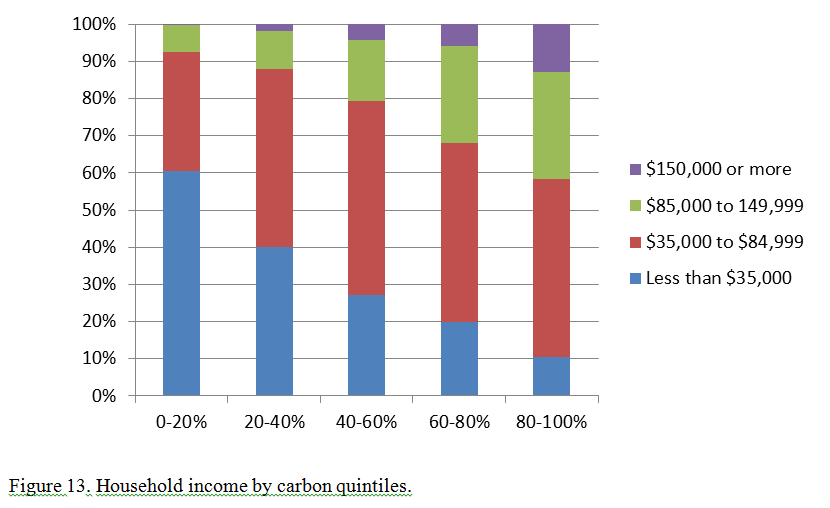 100%
90%
80%
70%
60%
50%
40%
30%
20%
10%
0%
0-20% 20-40% 40-60% 60-80% 80-100%
$150,000 or more
$85,000 to 149,999
$35,000 to $84,999
Less than $35,000
Figure 13. Household income by carbon quintiles.